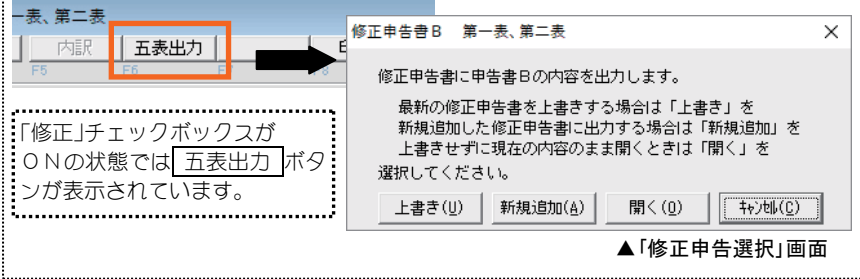 一表、第二表
内訳 五表出力
F5 F6 F7 F8
「修正」チェックボックスが
ＯＮの状態では 五表出力 ボタ
ンが表示されています。
修正申告書Ｂ　第一表、第二表
修正申告書に申告書Ｂの内容を出力します。
最新の修正申告書を上書きする場合は「上書き」を
新規追加した修正申告書に出力する場合は「新規追加」を
上書きせずに現在の内容のまま開くときは「開く」を
選択してください。
上書き(U) 新規追加(A) 開く(O) ｷｬﾝｾﾙ(C)
▲「修正申告選択」画面